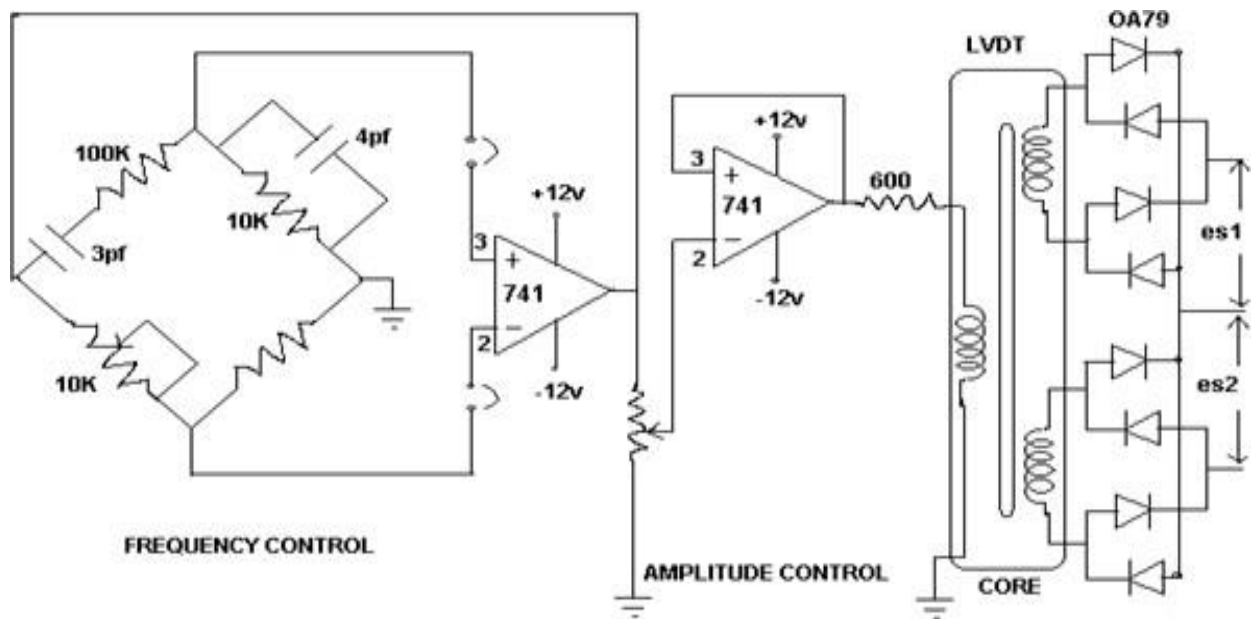 OA79
LVDT
100K
4pf
10K
3pf
10K
+12v
3
+
741
−
2
-12v
+12v
3
+
741
−
2
-12v
600
es1
es2
FREQUENCY CONTROL
AMPLITUDE CONTROL
CORE